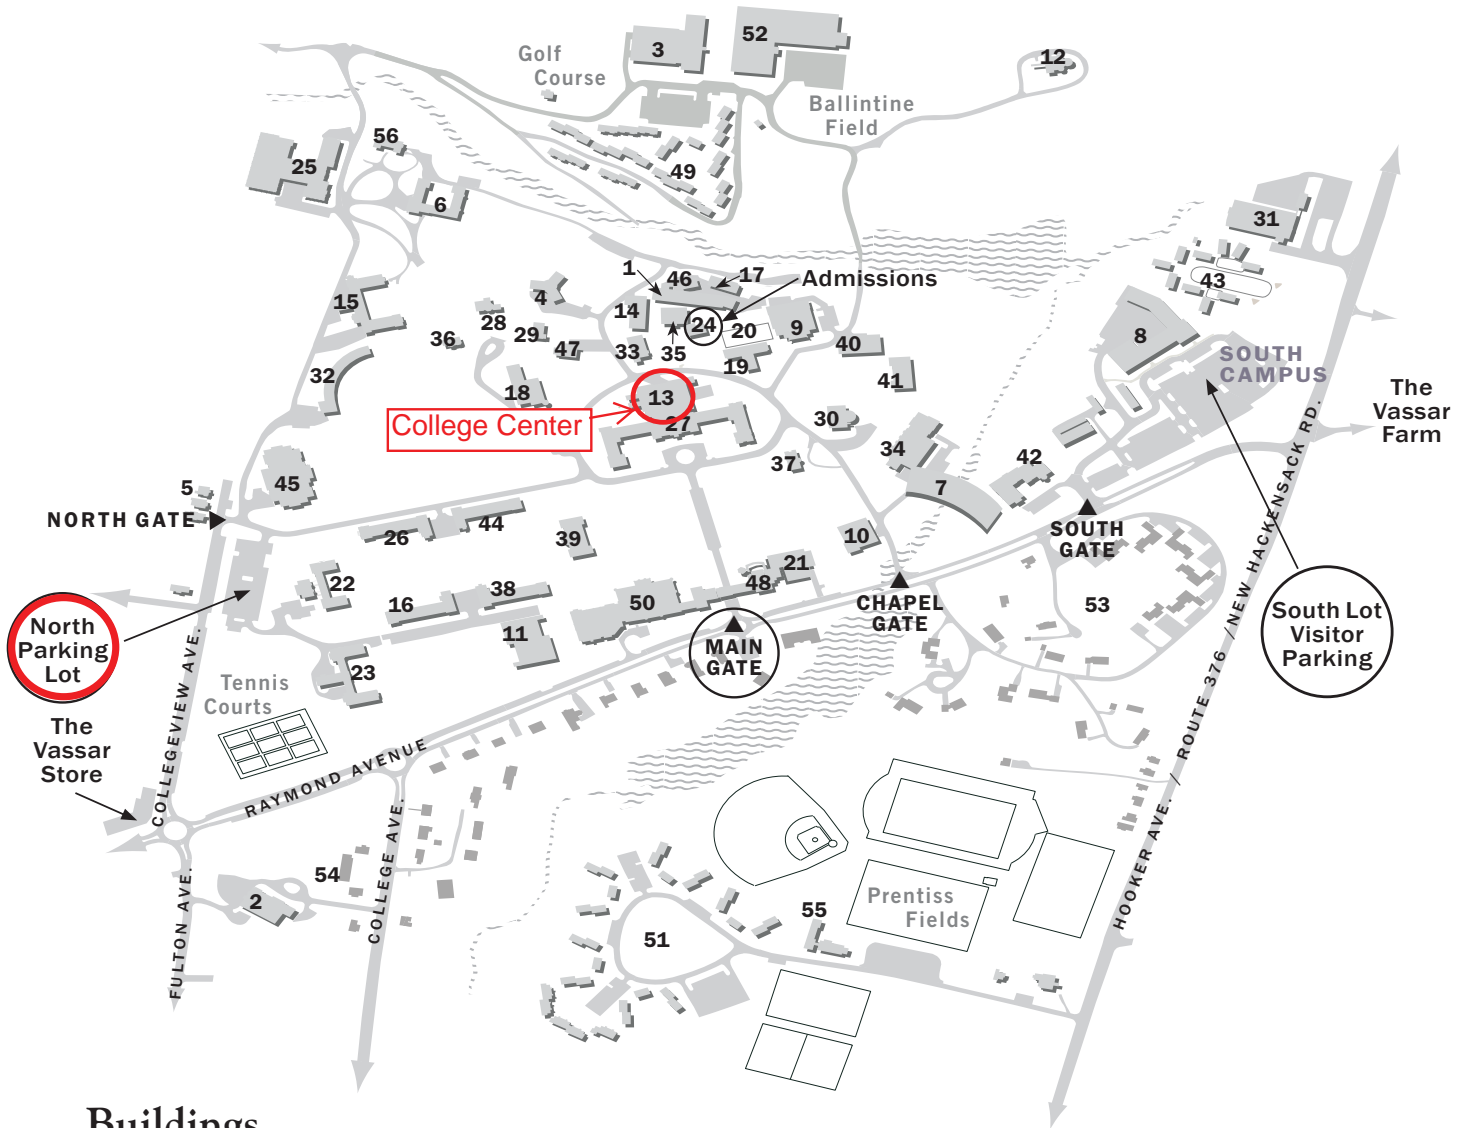 3
52
12
Golf
Course
Ballintine
Field
56
25
49
6
31
1
46
17
Admissions
43
15
4
14
24
20
9
28
29
8
36
47
33
35
40
SOUTH
CAMPUS
32
19
41
The
Vassar
Farm
18
13
College Center
27
30
34
42
37
5
45
7
NORTH GATE
SOUTH
GATE
26
44
39
10
22
21
48
16
38
50
CHAPEL
GATE
53
North
Parking
Lot
11
MAIN
GATE
South Lot
Visitor
Parking
23
Tennis
Courts
The
Vassar
Store
COLLEGEVIEW AVE.
RAYMOND AVENUE
HOOKER AVE. / ROUTE 376 / NEW HACKENSACK RD.
COLLEGE AVE.
FULTON AVE.
54
2
Prentiss
Fields
55
51
Buildings